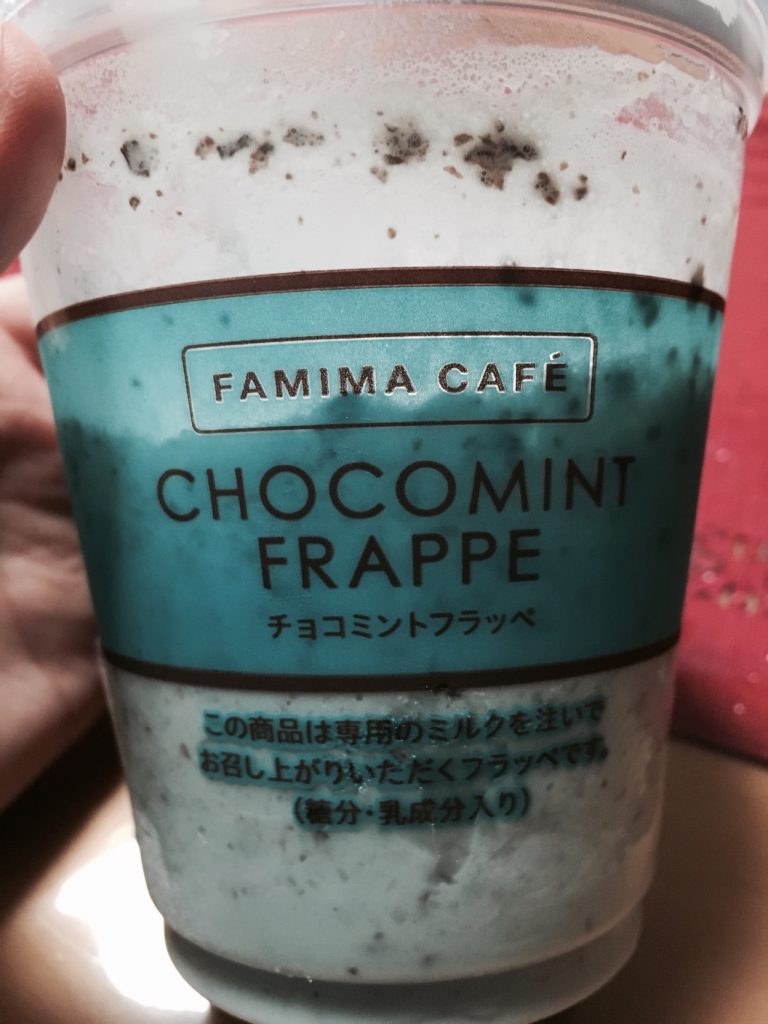 FAMIMA CAFÉ
CHOCOMINT
FRAPPE
チョコミントフラッペ
この商品は専用のミルクを注いで
お召し上がりいただくフラッペです。
(糖分・乳成分入り)